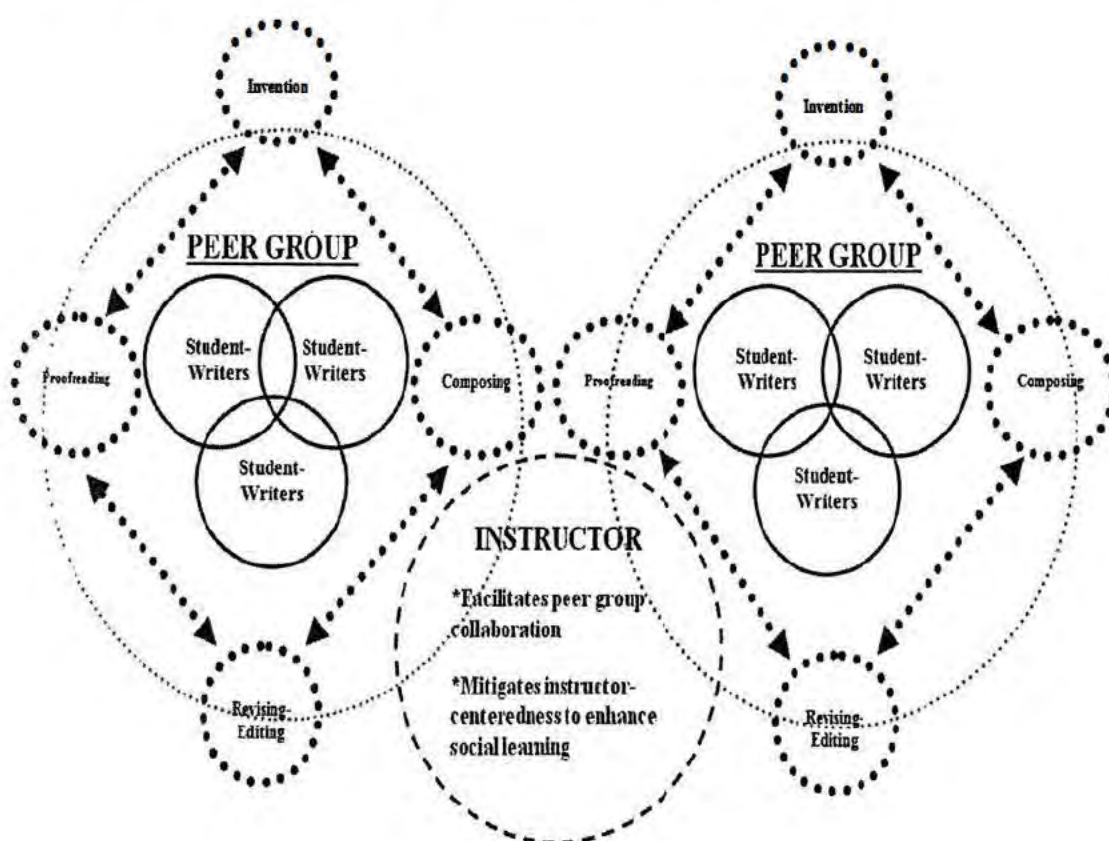 Invention
PEER GROUP
Student-
Writers
Student-
Writers
Proofreading
Composing
Student-
Writers
Revising-
Editing
INSTRUCTOR
*Facilitates peer group
collaboration
*Mitigates instructor-
centeredness to enhance
social learning
Invention
PEER GROUP
Student-
Writers
Student-
Writers
Proofreading
Composing
Student-
Writers
Revising-
Editing